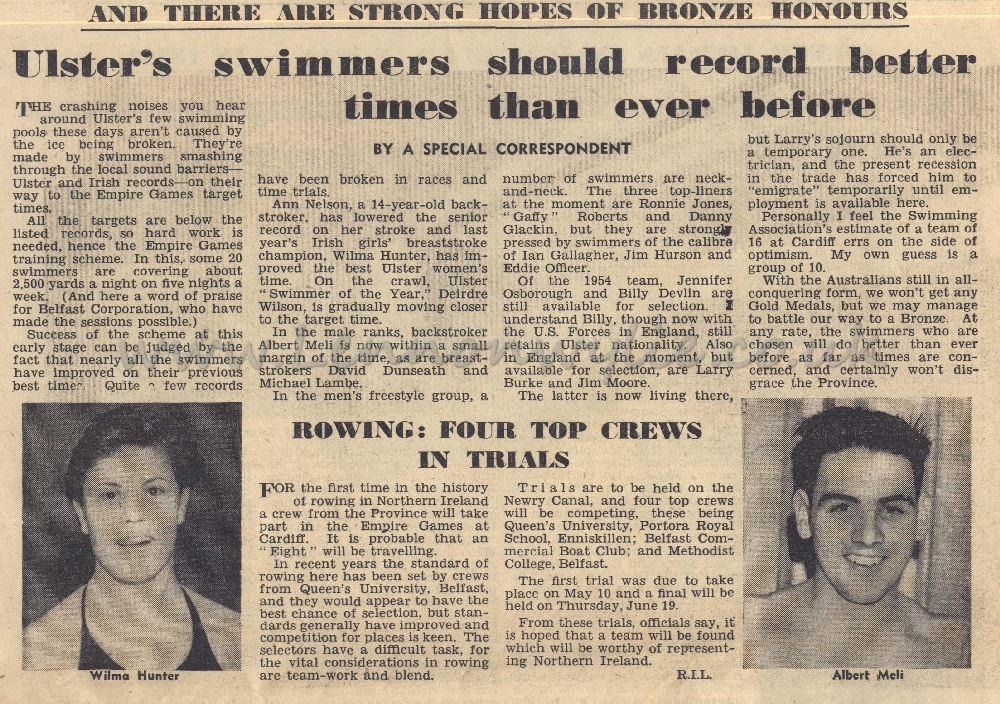 AND THERE ARE STRONG HOPES OF BRONZE HONOURS
Ulster's swimmers should record better
times than ever before
BY A SPECIAL CORRESPONDENT
THE crashing noises you hear
around Ulster's few swimming
pools these days aren't caused by
the ice being broken. They're
made by swimmers smashing
through the local sound barriers—
Ulster and Irish records—on their
way to the Empire Games target
times.
All the targets are below the
listed records, so hard work is
needed, hence the Empire Games
training scheme. In this, some 20
swimmers are covering about
2,500 yards a night on five nights a
week. (And here a word of praise
for Belfast Corporation, who have
made the sessions possible.)
Success of the scheme at this
early stage can be judged by the
fact that nearly all the swimmers
have improved on their previous
best times. Quite a few records
have been broken in races and
time trials.
Ann Nelson, a 14-year-old back-
stroker, has lowered the senior
record on her stroke and last
year's Irish girls' breaststroke
champion, Wilma Hunter, has im-
proved the best Ulster women's
time. On the crawl, Ulster
"Swimmer of the Year," Deirdre
Wilson, is gradually moving closer
to the target time.
In the male ranks, backstroker
Albert Meli is now within a small
margin of the time, as are breast-
strokers David Dunseath and
Michael Lambe.
In the men's freestyle group, a
number of swimmers are neck-
and-neck. The three top-liners
at the moment are Ronnie Jones,
"Gaffy" Roberts and Danny
Glackin, but they are strongly
pressed by swimmers of the calibre
of Ian Gallagher, Jim Hurson and
Eddie Officer.
Of the 1954 team, Jennifer
Osborough and Billy Devlin are
still available for selection. I
understand Billy, though now with
the U.S. Forces in England, still
retains Ulster nationality. Also
in England at the moment, but
available for selection, are Larry
Burke and Jim Moore.
The latter is now living there,
but Larry's sojourn should only be
a temporary one. He's an elec-
trician, and the present recession
in the trade has forced him to
"emigrate" temporarily until em-
ployment is available here.
Personally I feel the Swimming
Association's estimate of a team of
16 at Cardiff errs on the side of
optimism. My own guess is a
group of 10.
With the Australians still in all-
conquering form, we won't get any
Gold Medals, but we may manage
to battle our way to a Bronze. At
any rate, the swimmers who are
chosen will do better than ever
before as far as times are con-
cerned, and certainly won't dis-
grace the Province.
Wilma Hunter
ROWING: FOUR TOP CREWS
IN TRIALS
FOR the first time in the history
of rowing in Northern Ireland
a crew from the Province will take
part in the Empire Games at
Cardiff. It is probable that an
"Eight" will be travelling.
In recent years the standard of
rowing here has been set by crews
from Queen's University, Belfast,
and they would appear to have the
best chance of selection, but stan-
dards generally have improved and
competition for places is keen. The
selectors have a difficult task, for
the vital considerations in rowing
are team-work and blend.
Trials are to be held on the
Newry Canal, and four top crews
will be competing, these being
Queen's University, Portora Royal
School, Enniskillen; Belfast Com-
mercial Boat Club; and Methodist
College, Belfast.
The first trial was due to take
place on May 10 and a final will be
held on Thursday, June 19.
From these trials, officials say, it
is hoped that a team will be found
which will be worthy of represent-
ing Northern Ireland.
R.I.L.
Albert Meli